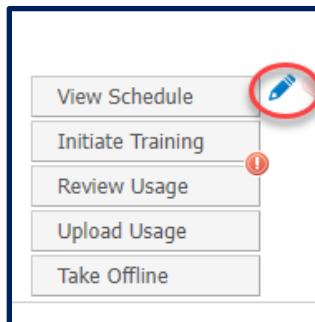 View Schedule
Initiate Training
Review Usage
Upload Usage
Take Offline